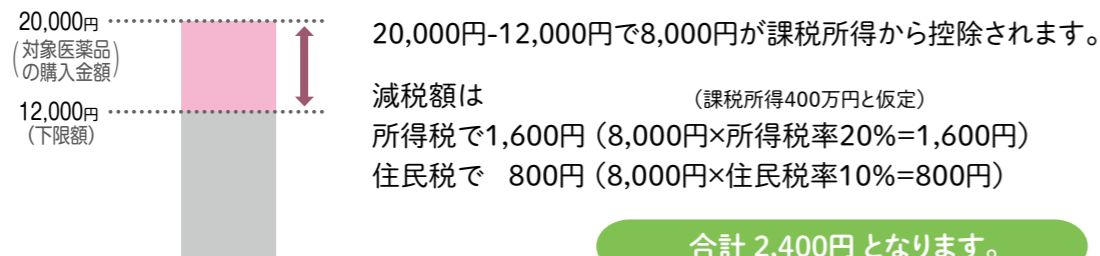 20,000円
(対象医薬品
の購入金額)
12,000円
(下限額)
20,000円-12,000円で8,000円が課税所得から控除されます。
減税額は (課税所得400万円と仮定)
所得税で1,600円(8,000円×所得税率20%=1,600円)
住民税で 800円(8,000円×住民税率10%=800円)
合計 2,400円 となります。